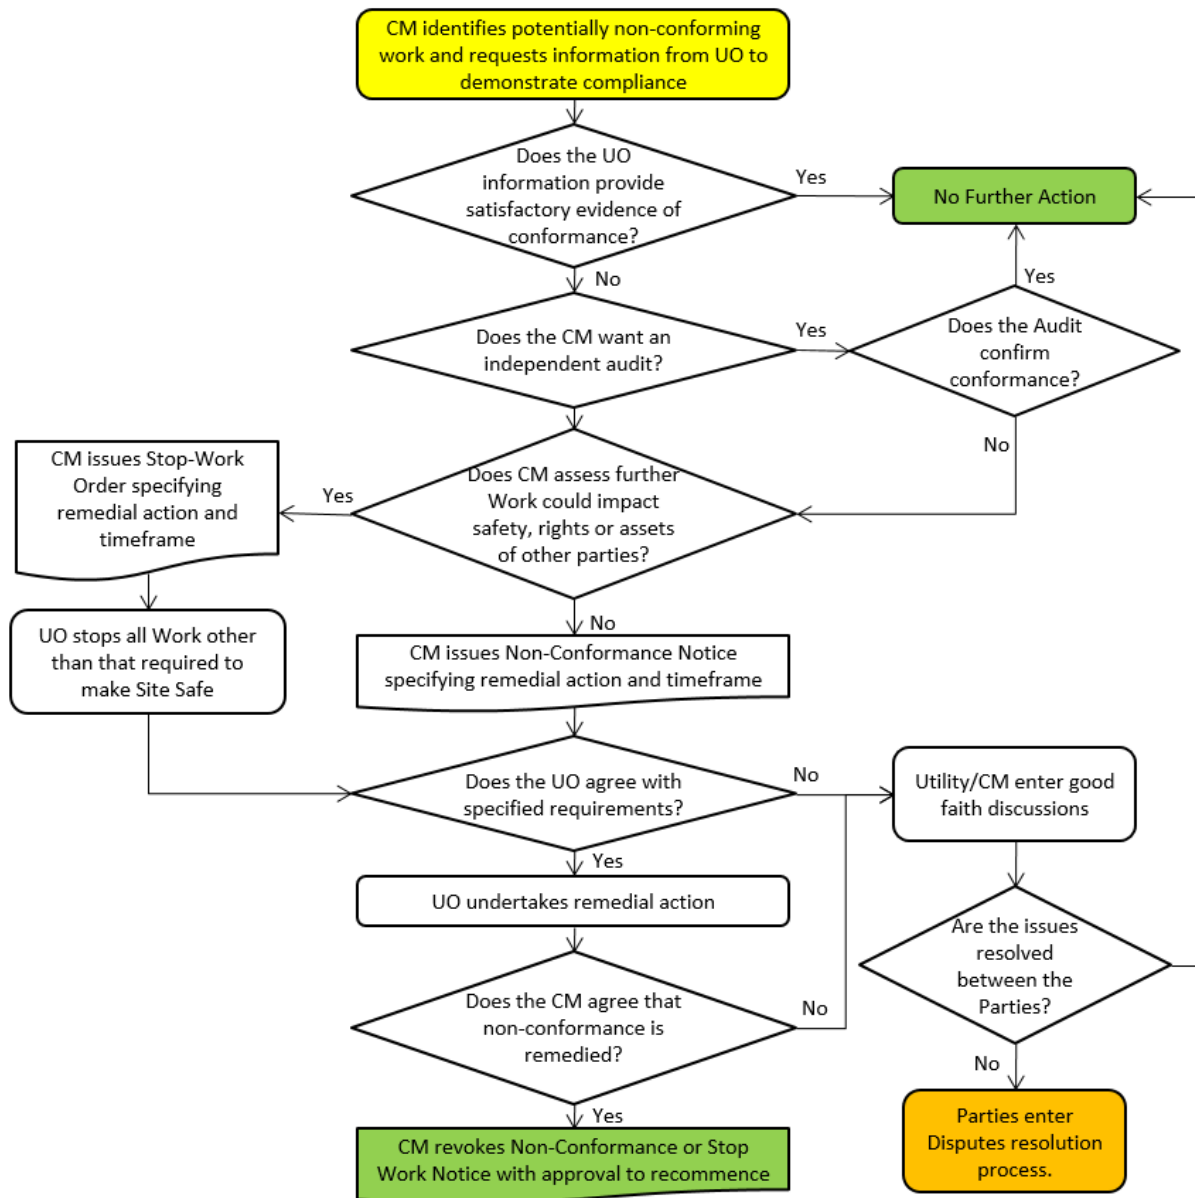 CM identifies potentially non-conforming
work and requests information from UO to
demonstrate compliance
Does the UO
information provide
satisfactory evidence of
conformance?
Yes
No Further Action
No
Yes
Does the CM want an
independent audit?
Yes
Does the Audit
confirm
conformance?
No
CM issues Stop-Work
Order specifying
remedial action and
timeframe
Yes
Does CM assess further
Work could impact
safety, rights or assets
of other parties?
No
UO stops all Work other
than that required to
make Site Safe
CM issues Non-Conformance Notice
specifying remedial action and timeframe
Does the UO agree with
specified requirements?
No
Utility/CM enter good
faith discussions
Yes
UO undertakes remedial action
Are the issues
resolved
between the
Parties?
Does the CM agree that
non-conformance is
remedied?
No
No
Yes
Parties enter
Disputes resolution
process.
CM revokes Non-Conformance or Stop
Work Notice with approval to recommence